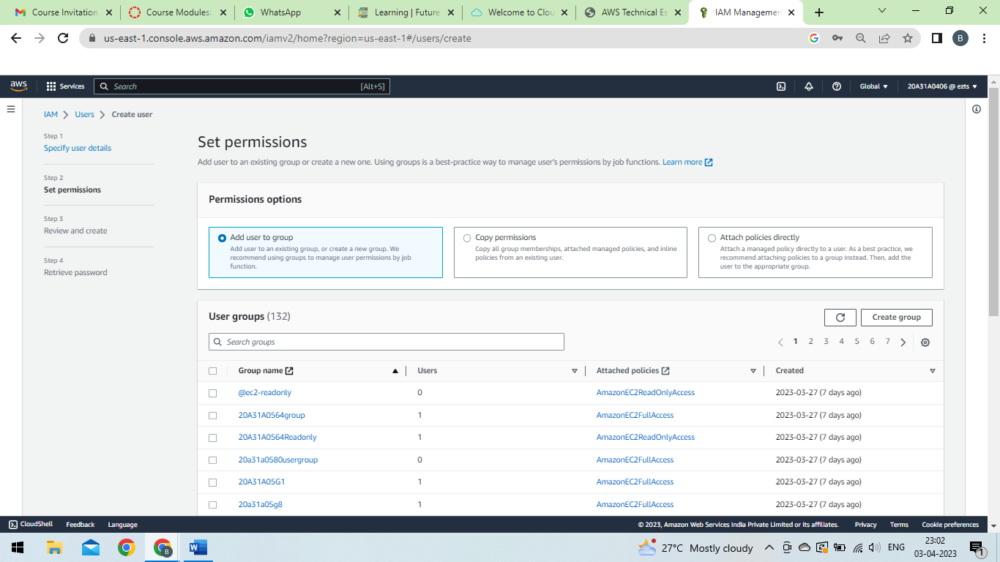 Course Invitation
Course Modules:
WhatsApp
Learning | Future
Welcome to Clou
AWS Technical Es
IAM Managemen
us-east-1.console.aws.amazon.com/iamv2/home?region=us-east-1#/users/create
B
aws
Services
Search
[Alt+S]
Global
20A31A0406 @ ezts
IAM
Users
Create user
Step 1
Specify user details
Step 2
Set permissions
Step 3
Review and create
Step 4
Retrieve password
Set permissions
Add user to an existing group or create a new one. Using groups is a best-practice way to manage user's permissions by job functions. Learn more
Permissions options
Add user to group
Add user to an existing group, or create a new group. We
recommend using groups to manage user permissions by job
function.
Copy permissions
Copy all group memberships, attached managed policies, and inline
policies from an existing user.
Attach policies directly
Attach a managed policy directly to a user. As a best practice, we
recommend attaching policies to a group instead. Then, add the
user to the appropriate group.
User groups (132)
Create group
Search groups
1 2 3 4 5 6 7
Group name Users Attached policies Created
@ec2-readonly 0 AmazonEC2ReadOnlyAccess 2023-03-27 (7 days ago)
20A31A0564group 1 AmazonEC2FullAccess 2023-03-27 (7 days ago)
20A31A0564Readonly 1 AmazonEC2ReadOnlyAccess 2023-03-27 (7 days ago)
20a31a0580usergroup 0 AmazonEC2FullAccess 2023-03-27 (7 days ago)
20A31A05G1 1 AmazonEC2FullAccess 2023-03-27 (7 days ago)
20a31a05g8 1 AmazonEC2FullAccess 2023-03-27 (7 days ago)
CloudShell Feedback Language
© 2023, Amazon Web Services India Private Limited or its affiliates. Privacy Terms Cookie preferences
B
W
27°C Mostly cloudy
ENG
23:02
03-04-2023
1